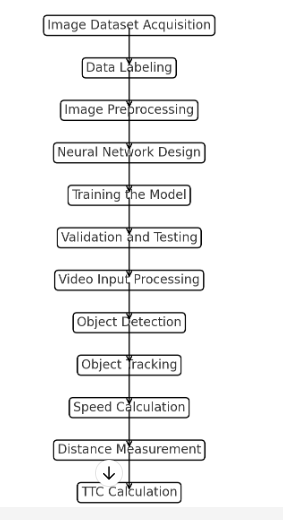 Image Dataset Acquisition
Data Labeling
Image Preprocessing
Neural Network Design
Training the Model
Validation and Testing
Video Input Processing
Object Detection
Object Tracking
Speed Calculation
Distance Measurement
TTC Calculation